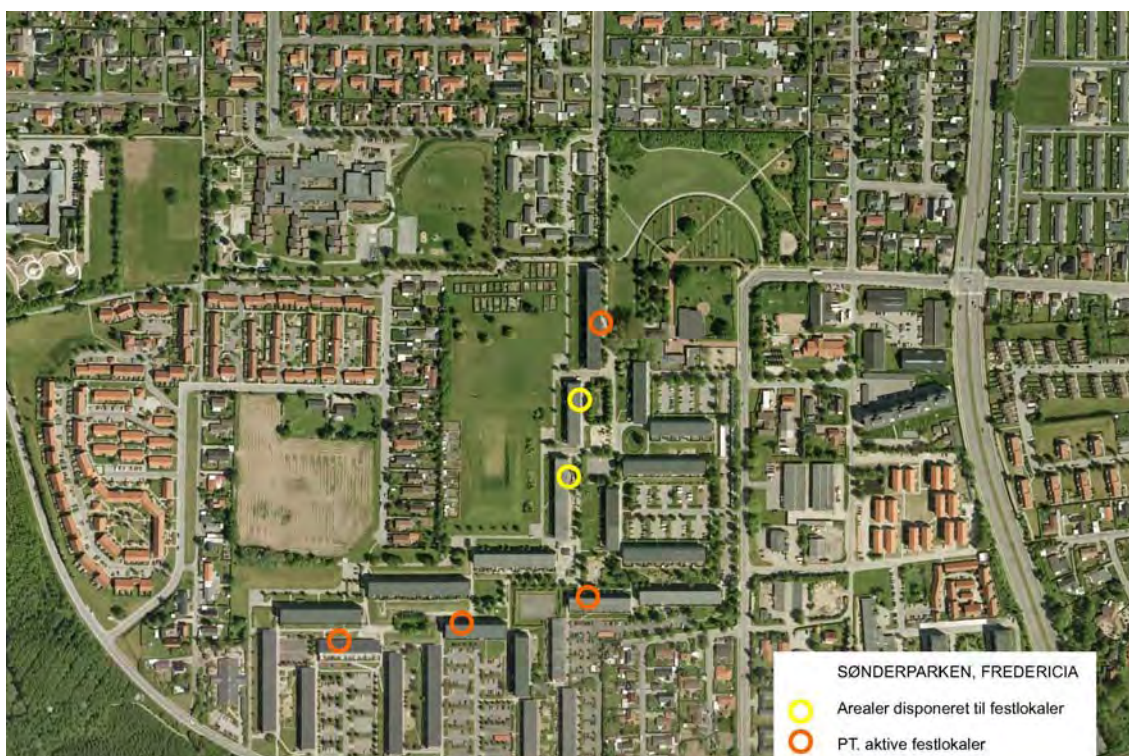 SØNDERPARKEN, FREDERICIA
Arealer disponeret til festlokaler
PT. aktive festlokaler